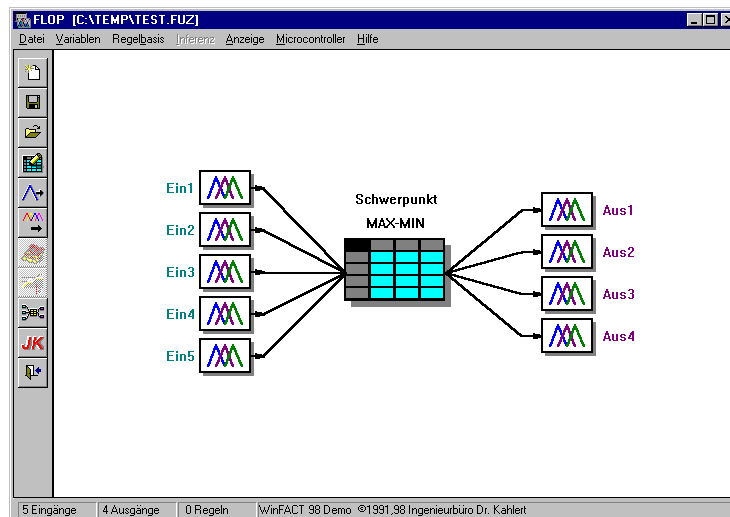 FLOP [C:\TEMP\TEST.FUZ]
Datei Variablen Regelbasis Inferenz Anzeige Microcontroller Hilfe
Ein1
Ein2
Ein3
Ein4
Ein5
Schwerpunkt
MAX-MIN
Aus1
Aus2
Aus3
Aus4
JK
5 Eingänge 4 Ausgänge 0 Regeln WinFACT 98 Demo ©1991,98 Ingenieurbüro Dr. Kahlert